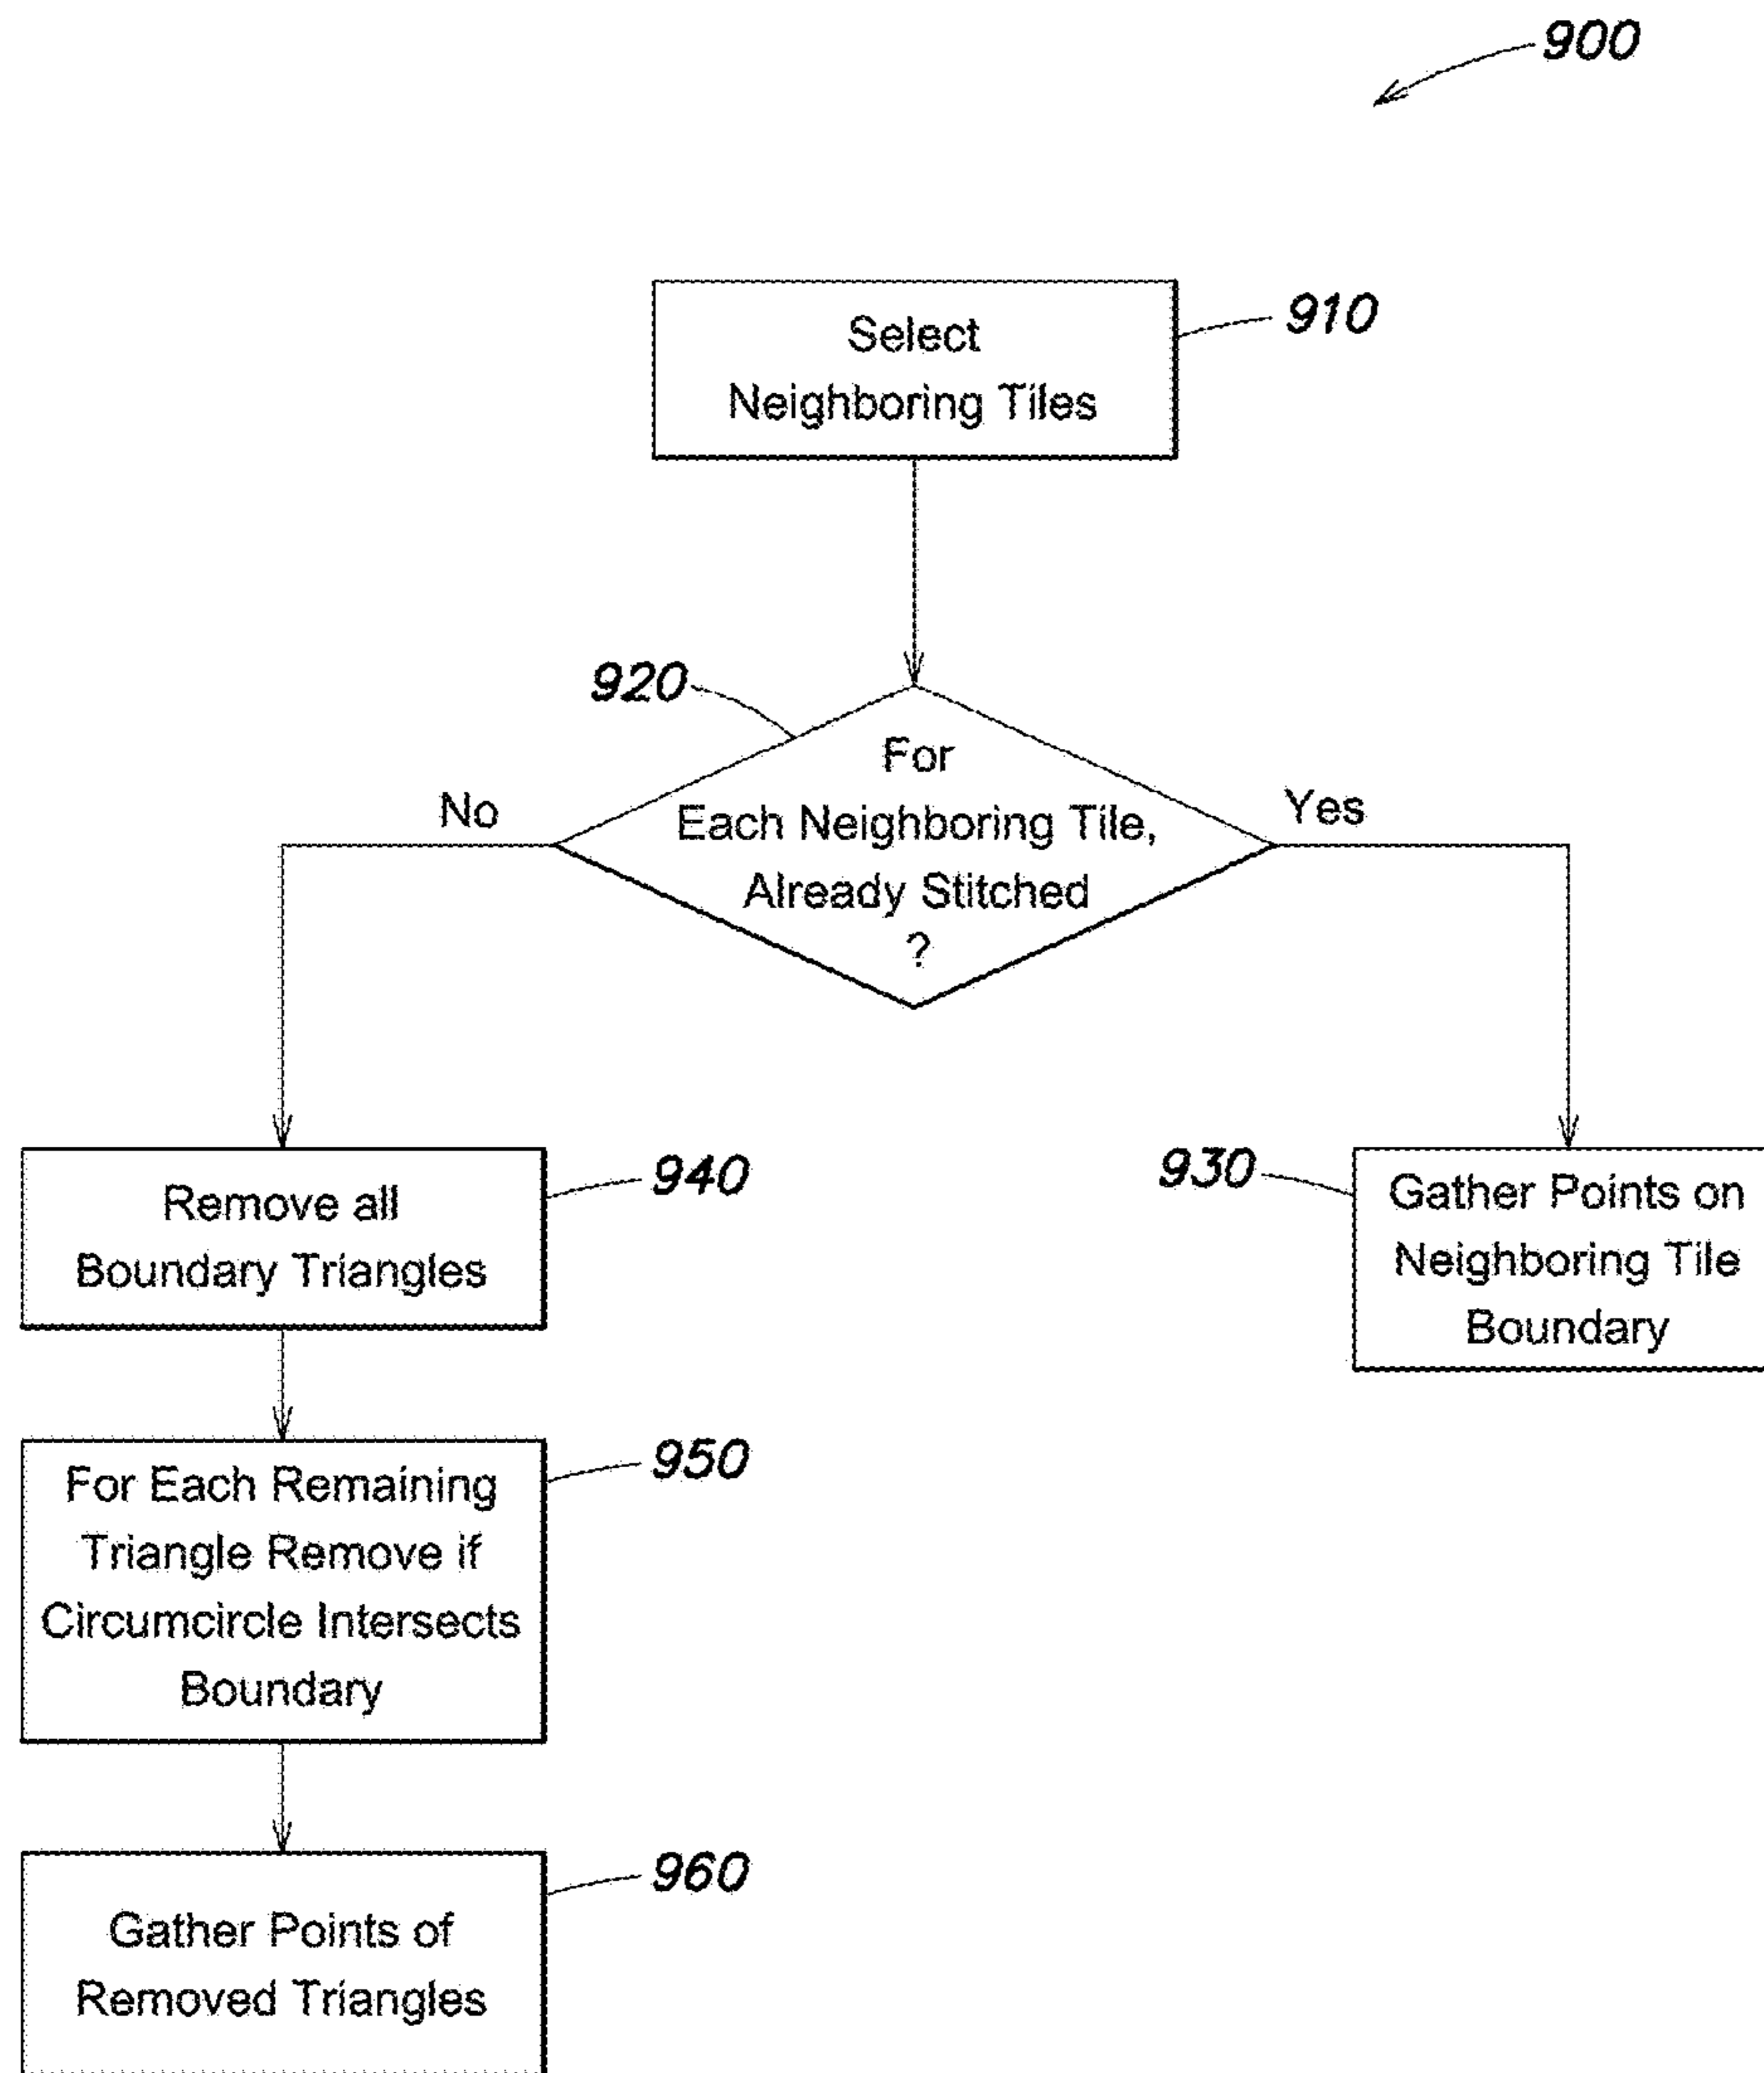 900
Select
Neighboring Tiles
910
920
For
Each Neighboring Tile,
Already Stitched
?
No
Yes
Remove all
Boundary Triangles
940
930
Gather Points on
Neighboring Tile
Boundary
For Each Remaining
Triangle Remove if
Circumcircle Intersects
Boundary
950
Gather Points of
Removed Triangles
960